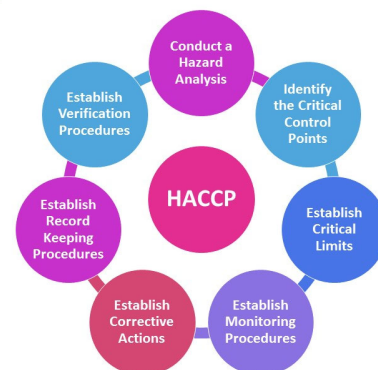 Conduct a
Hazard
Analysis
Identify
the Critical
Control
Points
Establish
Critical
Limits
Establish
Monitoring
Procedures
Establish
Corrective
Actions
Establish
Record
Keeping
Procedures
Establish
Verification
Procedures
HACCP